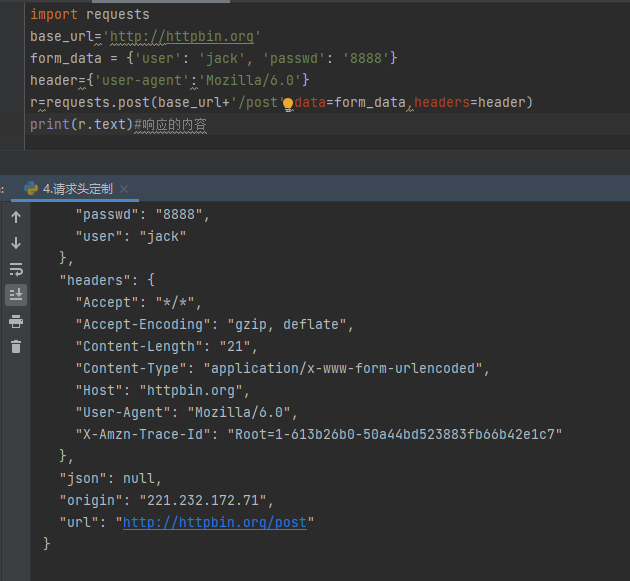 import requests
base_url='http://httpbin.org'
form_data = {'user': 'jack', 'passwd': '8888'}
header={'user-agent':'Mozilla/6.0'}
r=requests.post(base_url+'/post',data=form_data,headers=header)
print(r.text)#响应的内容
4.请求头定制
"passwd": "8888",
"user": "jack"
},
"headers": {
"Accept": "*/*",
"Accept-Encoding": "gzip, deflate",
"Content-Length": "21",
"Content-Type": "application/x-www-form-urlencoded",
"Host": "httpbin.org",
"User-Agent": "Mozilla/6.0",
"X-Amzn-Trace-Id": "Root=1-613b26b0-50a44bd523883fb66b42e1c7"
},
"json": null,
"origin": "221.232.172.71",
"url": "http://httpbin.org/post"
}